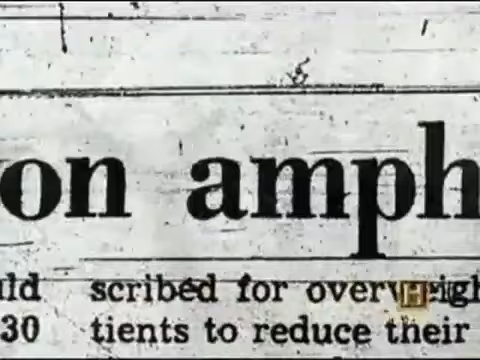 on amph
uld scribed for overweigh
30 tients to reduce their
H